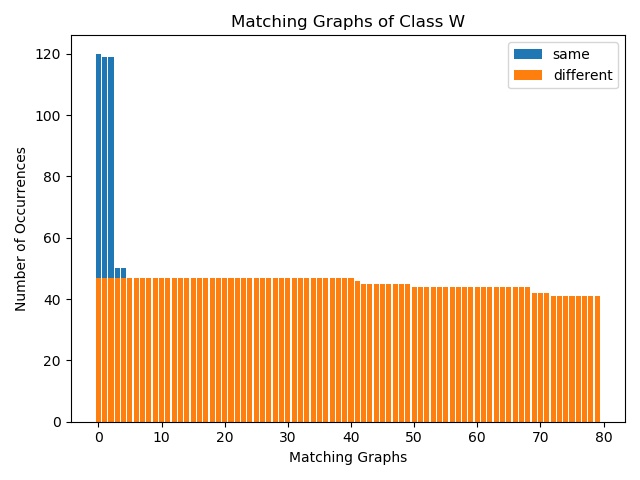 Matching Graphs of Class W
same
different
Number of Occurrences
120
100
80
60
40
20
0
0 10 20 30 40 50 60 70 80
Matching Graphs